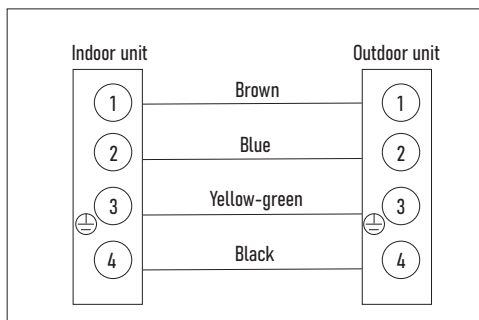 Indoor unit Outdoor unit
1 Brown 1
2 Blue 2
3 Yellow-green 3
4 Black 4